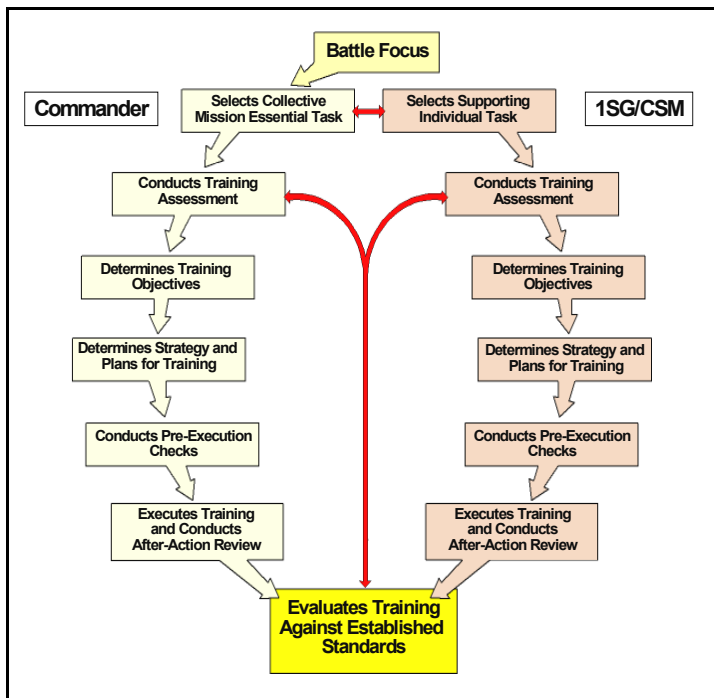 Battle Focus
Commander
Selects Collective
Mission Essential Task
Selects Supporting
Individual Task
1SG/CSM
Conducts Training
Assessment
Conducts Training
Assessment
Determines Training
Objectives
Determines Training
Objectives
Determines Strategy and
Plans for Training
Determines Strategy and
Plans for Training
Conducts Pre-Execution
Checks
Conducts Pre-Execution
Checks
Executes Training
and Conducts
After-Action Review
Executes Training
and Conducts
After-Action Review
Evaluates Training
Against Established
Standards